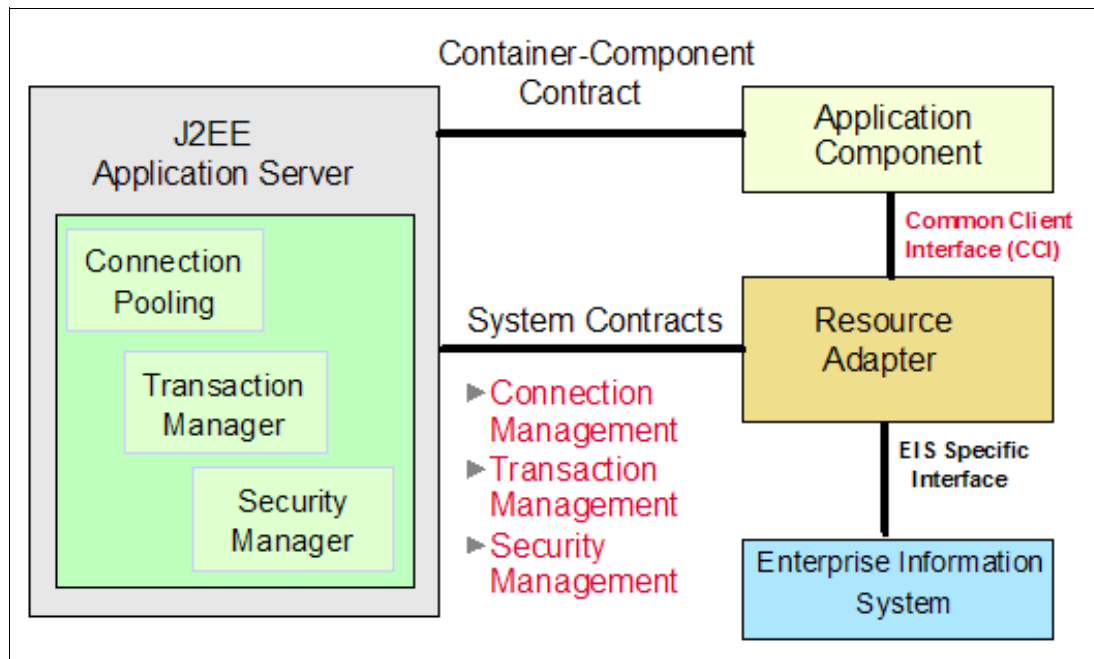 Container-Component
Contract
J2EE
Application Server
Connection
Pooling
Transaction
Manager
Security
Manager
System Contracts
Connection
Management
Transaction
Management
Security
Management
Application
Component
Common Client
Interface (CCI)
Resource
Adapter
EIS Specific
Interface
Enterprise Information
System